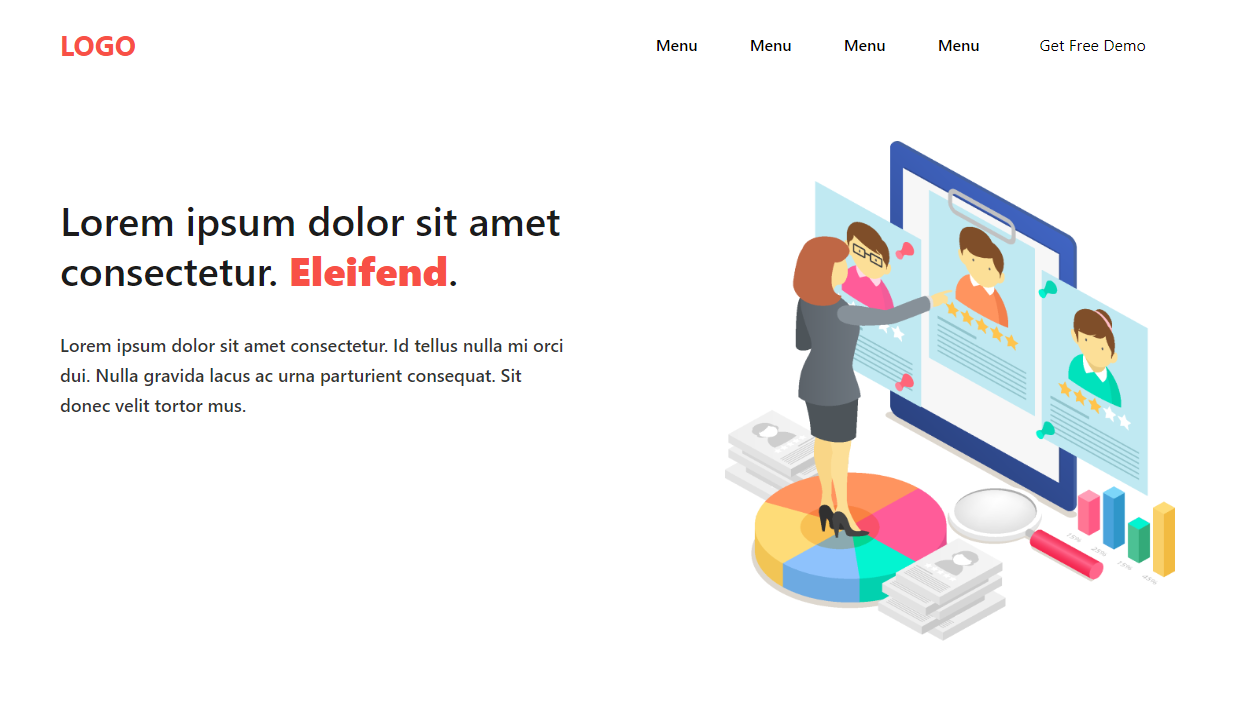 LOGO
Menu Menu Menu Menu Get Free Demo
Lorem ipsum dolor sit amet
consectetur. Eleifend.
Lorem ipsum dolor sit amet consectetur. Id tellus nulla mi orci
dui. Nulla gravida lacus ac urna parturient consequat. Sit
donec velit tortor mus.